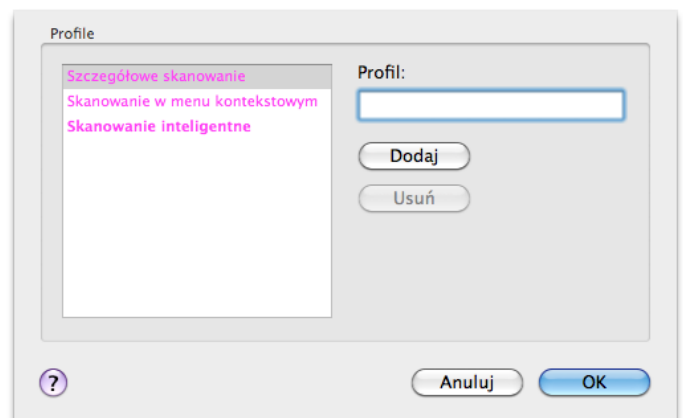 Profile
Szczegółowe skanowanie
Skanowanie w menu kontekstowym
Skanowanie inteligentne
Profil:
Dodaj
Usuń
?
Anuluj
OK